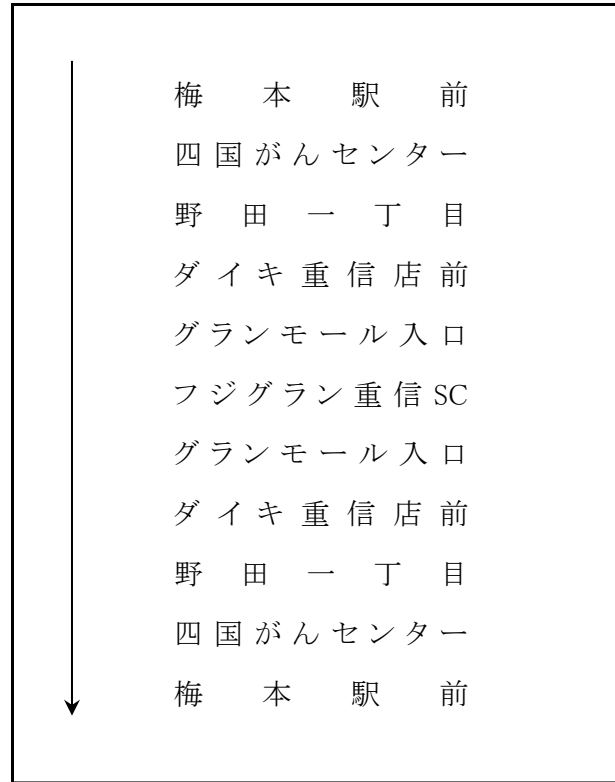 梅本駅前
四国がんセンター
野田一丁目
ダイキ重信店前
グランモール入口
フジグラン重信SC
グランモール入口
ダイキ重信店前
野田一丁目
四国がんセンター
梅本駅前